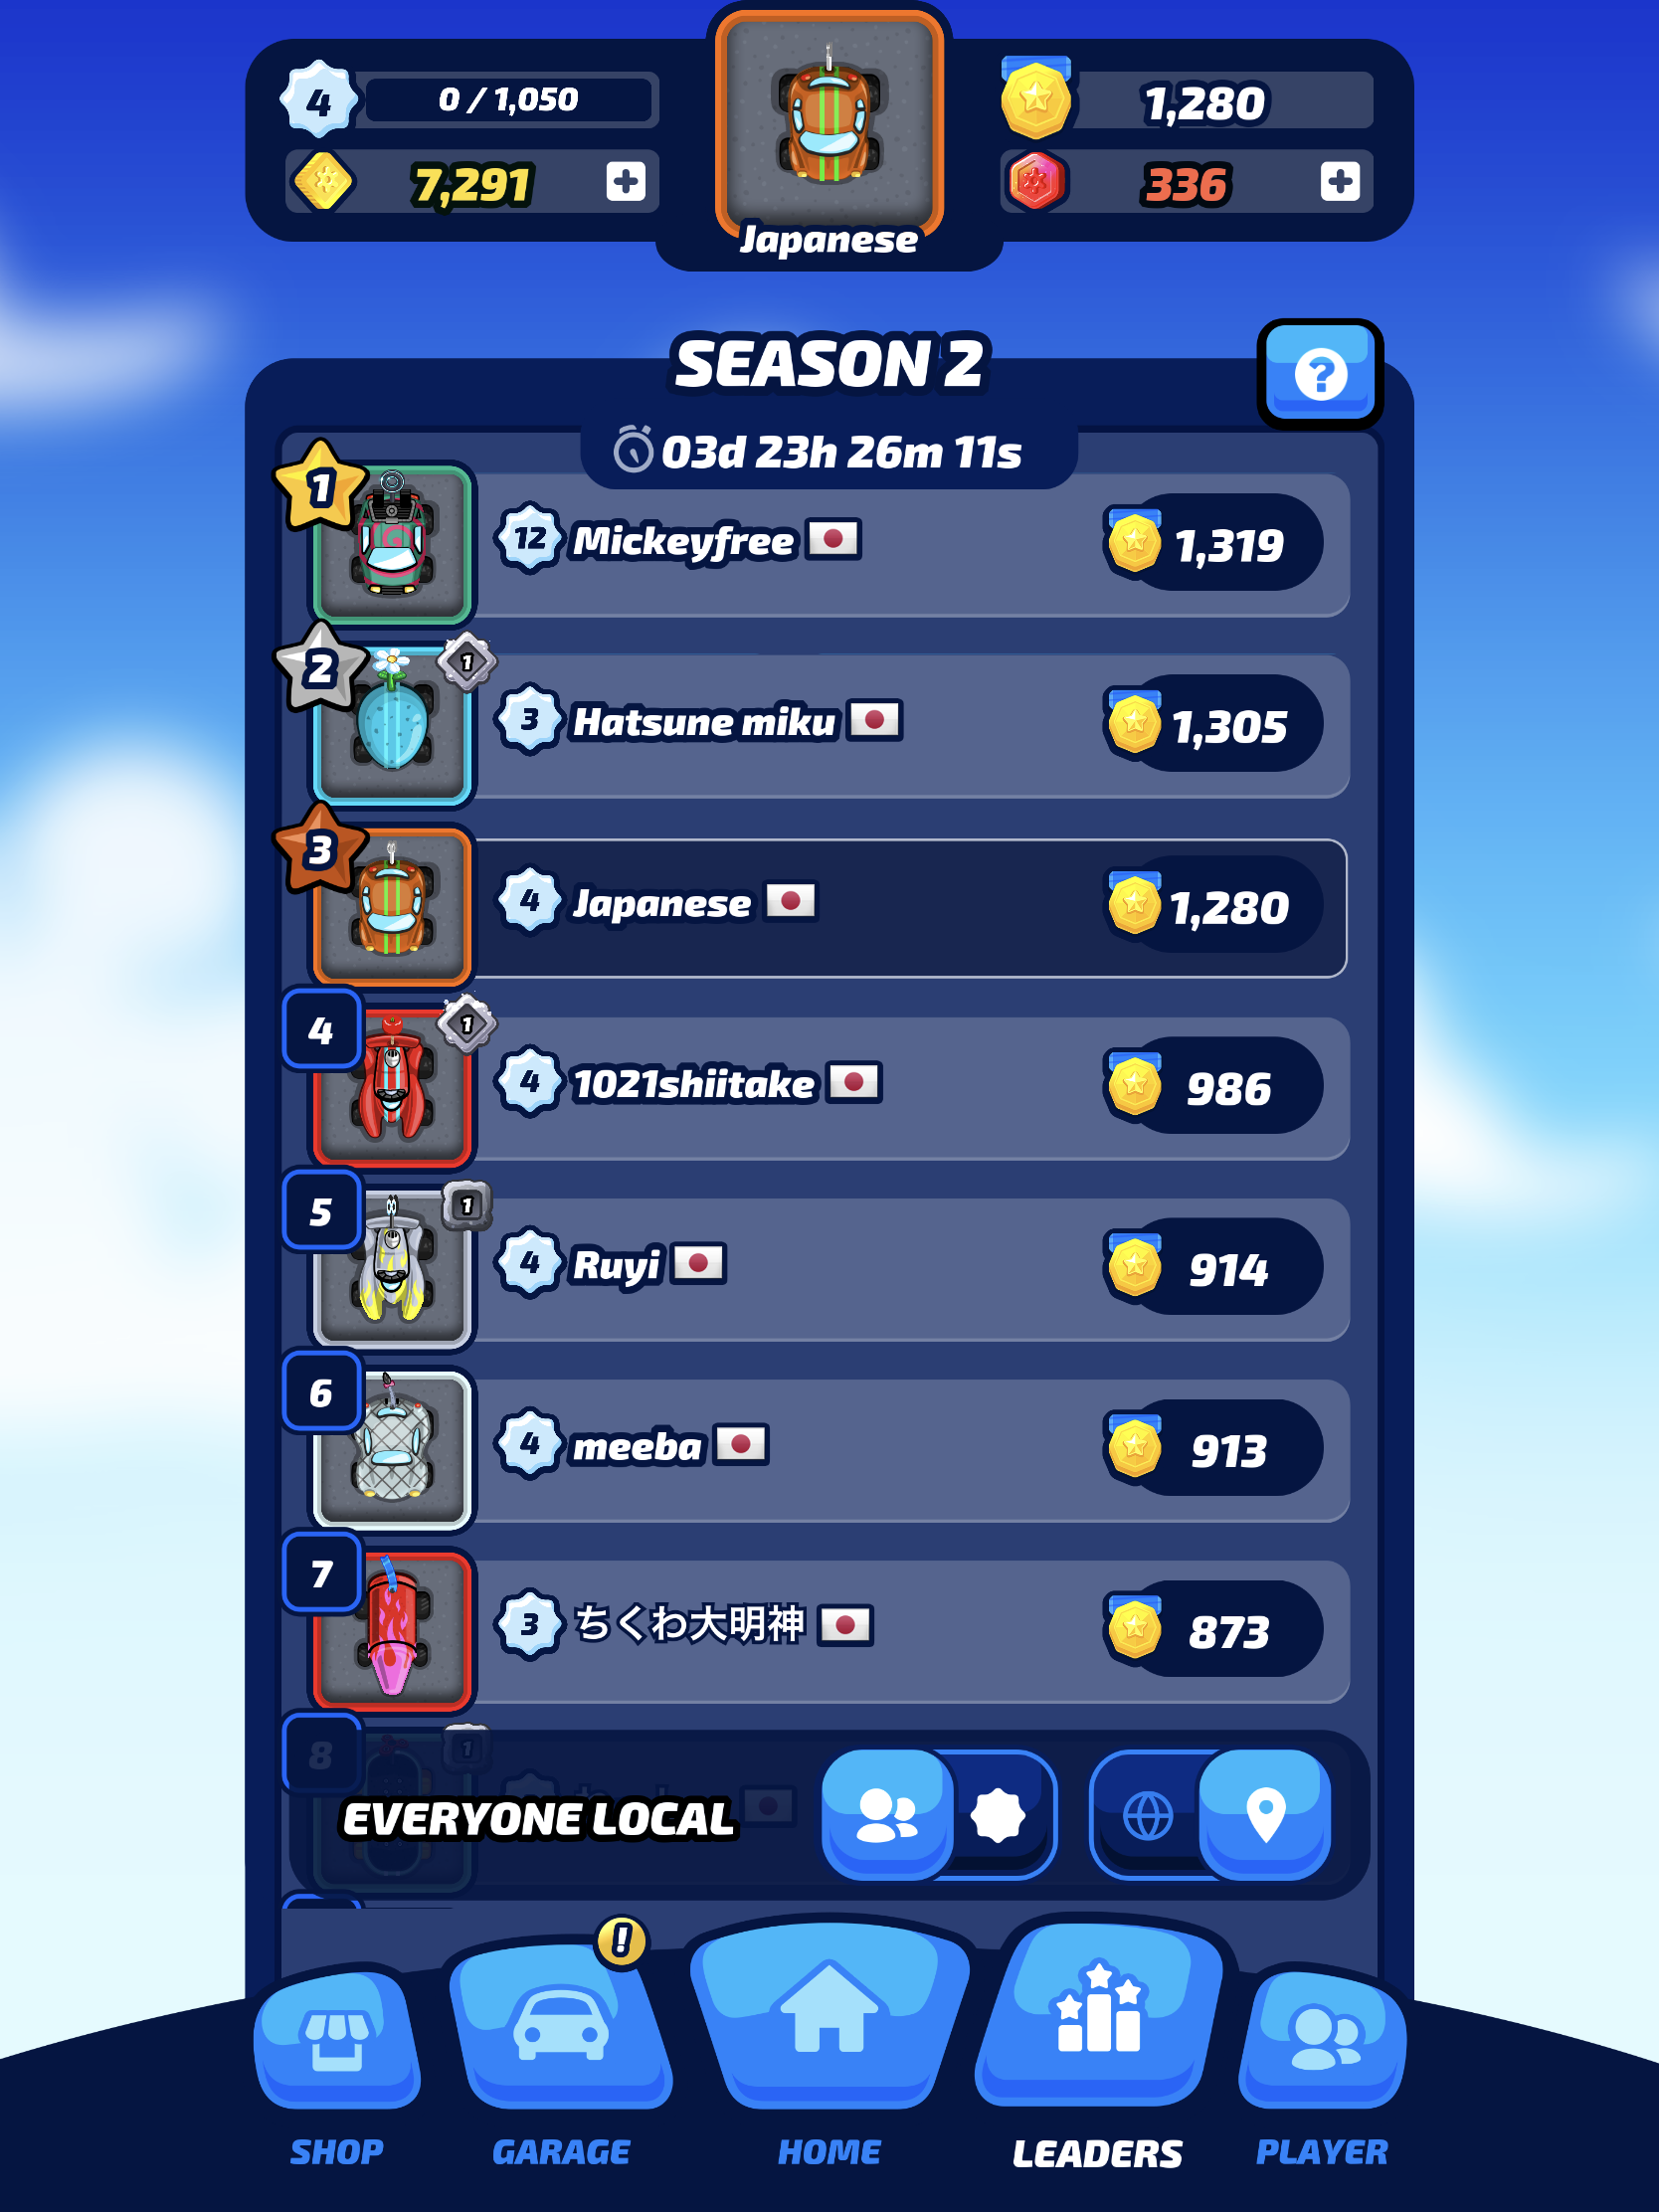 4
0 / 1,050
1,280
7,291
336
Japanese
SEASON 2
03d 23h 26m 11s
1
12 Mickeyfree
1,319
2
1
3 Hatsune miku
1,305
3
4 Japanese
1,280
4
1
4 1021shiitake
986
5
1
4 Ruyi
914
6
4 meeba
913
7
3 ちくわ大明神
873
8
1
EVERYONE LOCAL
SHOP
GARAGE
HOME
LEADERS
PLAYER